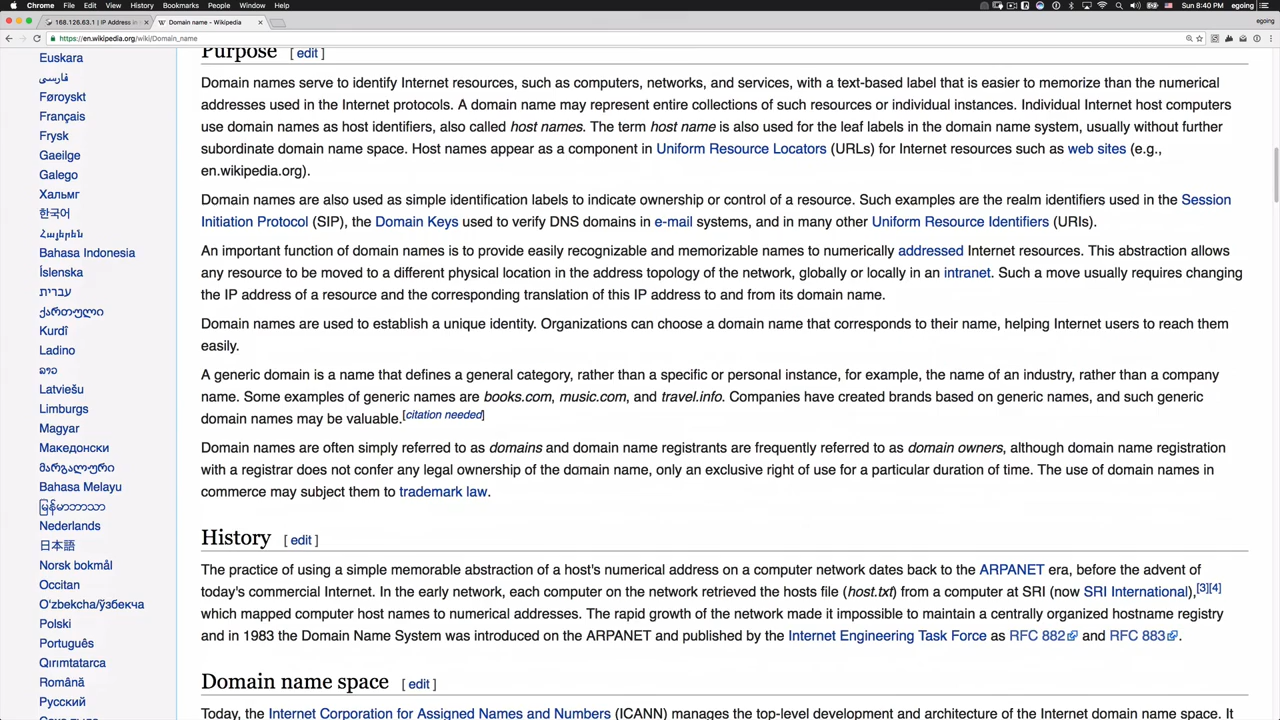 Chrome File Edit View History Bookmarks People Window Help
Sun 8:40 PM egoing
168.126.63.1 | IP Address in
Domain name - Wikipedia
egoing
https://en.wikipedia.org/wiki/Domain_name
Euskara
فارسی
Føroyskt
Français
Frysk
Gaeilge
Galego
Хальмг
한국어
Հայերեն
Bahasa Indonesia
Íslenska
עברית
ქართული
Kurdî
Ladino
ລາວ
Latviešu
Limburgs
Magyar
Македонски
მარგალური
Bahasa Melayu
မြန်မာဘာသာ
Nederlands
日本語
Norsk bokmål
Occitan
Oʻzbekcha/ўзбекча
Polski
Português
Qırımtatarca
Română
Русский
Purpose [ edit ]
Domain names serve to identify Internet resources, such as computers, networks, and services, with a text-based label that is easier to memorize than the numerical
addresses used in the Internet protocols. A domain name may represent entire collections of such resources or individual instances. Individual Internet host computers
use domain names as host identifiers, also called host names. The term host name is also used for the leaf labels in the domain name system, usually without further
subordinate domain name space. Host names appear as a component in Uniform Resource Locators (URLs) for Internet resources such as web sites (e.g.,
en.wikipedia.org).
Domain names are also used as simple identification labels to indicate ownership or control of a resource. Such examples are the realm identifiers used in the Session
Initiation Protocol (SIP), the Domain Keys used to verify DNS domains in e-mail systems, and in many other Uniform Resource Identifiers (URIs).
An important function of domain names is to provide easily recognizable and memorizable names to numerically addressed Internet resources. This abstraction allows
any resource to be moved to a different physical location in the address topology of the network, globally or locally in an intranet. Such a move usually requires changing
the IP address of a resource and the corresponding translation of this IP address to and from its domain name.
Domain names are used to establish a unique identity. Organizations can choose a domain name that corresponds to their name, helping Internet users to reach them
easily.
A generic domain is a name that defines a general category, rather than a specific or personal instance, for example, the name of an industry, rather than a company
name. Some examples of generic names are books.com, music.com, and travel.info. Companies have created brands based on generic names, and such generic
domain names may be valuable.[citation needed]
Domain names are often simply referred to as domains and domain name registrants are frequently referred to as domain owners, although domain name registration
with a registrar does not confer any legal ownership of the domain name, only an exclusive right of use for a particular duration of time. The use of domain names in
commerce may subject them to trademark law.
History [ edit ]
The practice of using a simple memorable abstraction of a host's numerical address on a computer network dates back to the ARPANET era, before the advent of
today's commercial Internet. In the early network, each computer on the network retrieved the hosts file (host.txt) from a computer at SRI (now SRI International),[3][4]
which mapped computer host names to numerical addresses. The rapid growth of the network made it impossible to maintain a centrally organized hostname registry
and in 1983 the Domain Name System was introduced on the ARPANET and published by the Internet Engineering Task Force as RFC 882 and RFC 883.
Domain name space [ edit ]
Today, the Internet Corporation for Assigned Names and Numbers (ICANN) manages the top-level development and architecture of the Internet domain name space. It